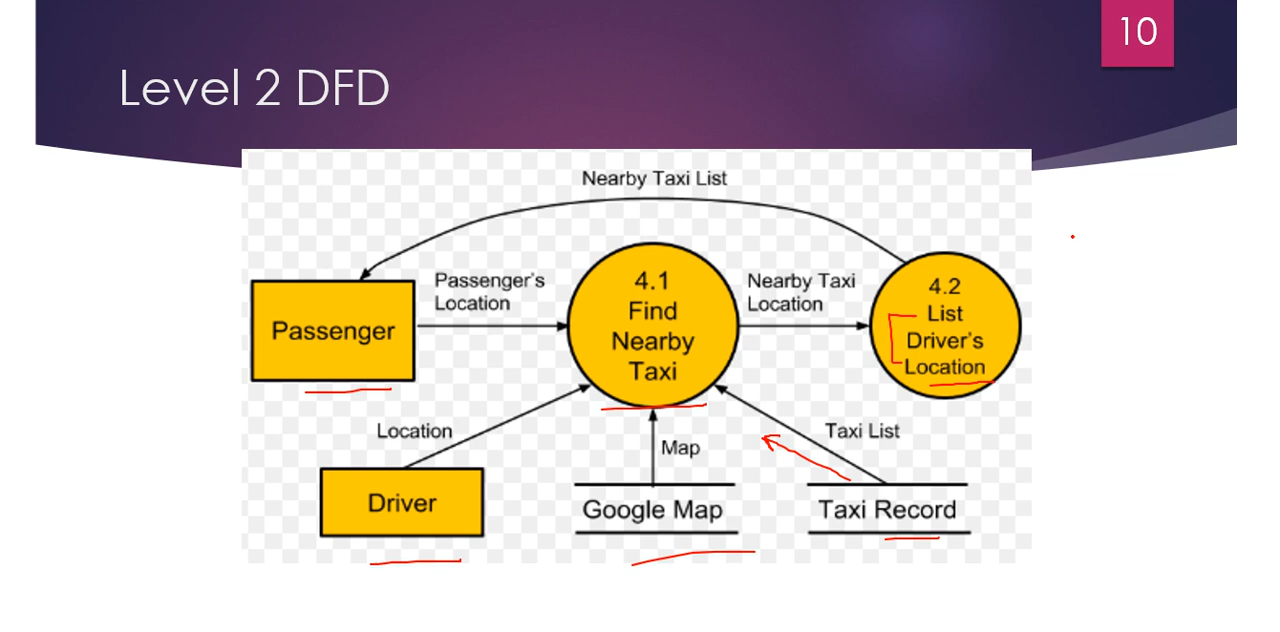 10
Level 2 DFD
Nearby Taxi List
Passenger
Passenger's
Location
4.1
Find
Nearby
Taxi
Nearby Taxi
Location
4.2
List
Driver's
Location
Location
Map
Taxi List
Driver
Google Map
Taxi Record